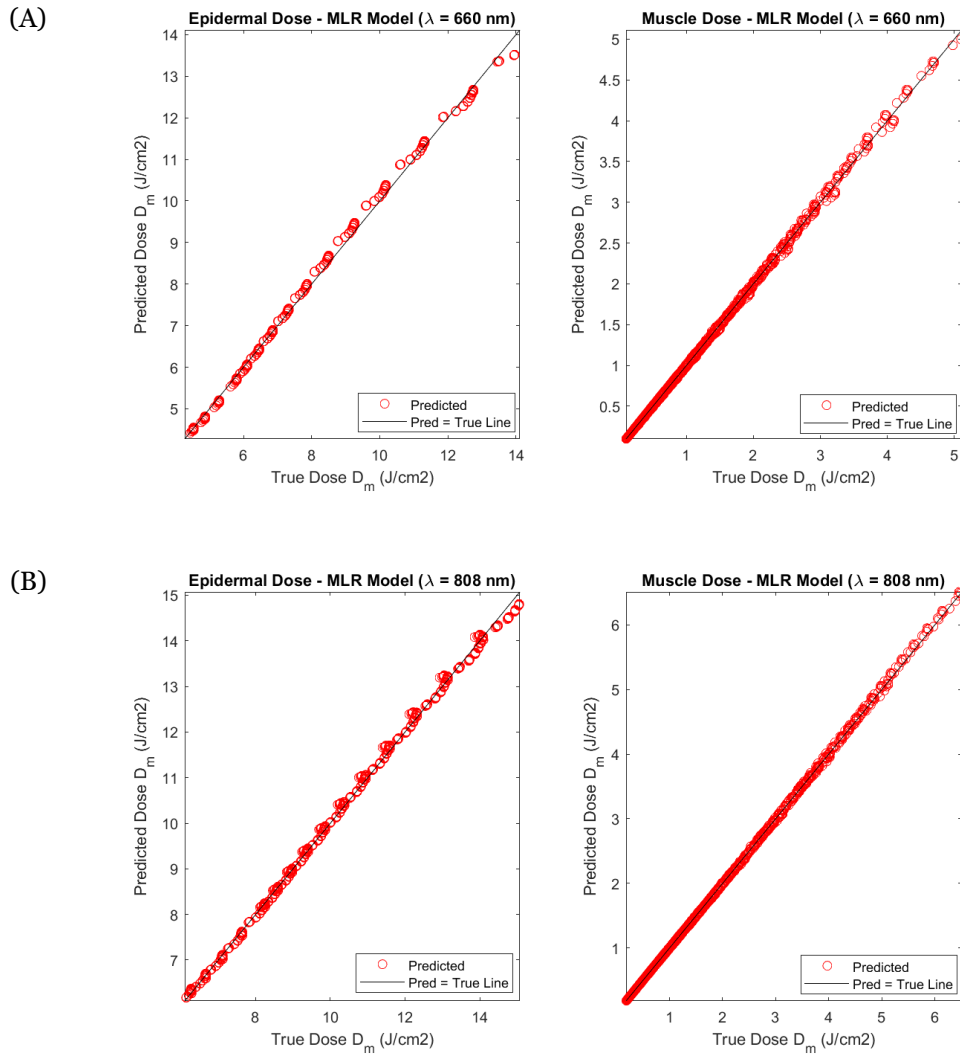 (A)
Epidermal Dose - MLR Model (λ = 660 nm)
14
13
12
11
10
9
8
7
6
5
Predicted Dose D_m (J/cm2)
6 8 10 12 14
True Dose D_m (J/cm2)
Predicted
Pred = True Line
Muscle Dose - MLR Model (λ = 660 nm)
5
4.5
4
3.5
3
2.5
2
1.5
1
0.5
Predicted Dose D_m (J/cm2)
1 2 3 4 5
True Dose D_m (J/cm2)
Predicted
Pred = True Line
(B)
Epidermal Dose - MLR Model (λ = 808 nm)
15
14
13
12
11
10
9
8
7
Predicted Dose D_m (J/cm2)
8 10 12 14
True Dose D_m (J/cm2)
Predicted
Pred = True Line
Muscle Dose - MLR Model (λ = 808 nm)
6
5
4
3
2
1
Predicted Dose D_m (J/cm2)
1 2 3 4 5 6
True Dose D_m (J/cm2)
Predicted
Pred = True Line